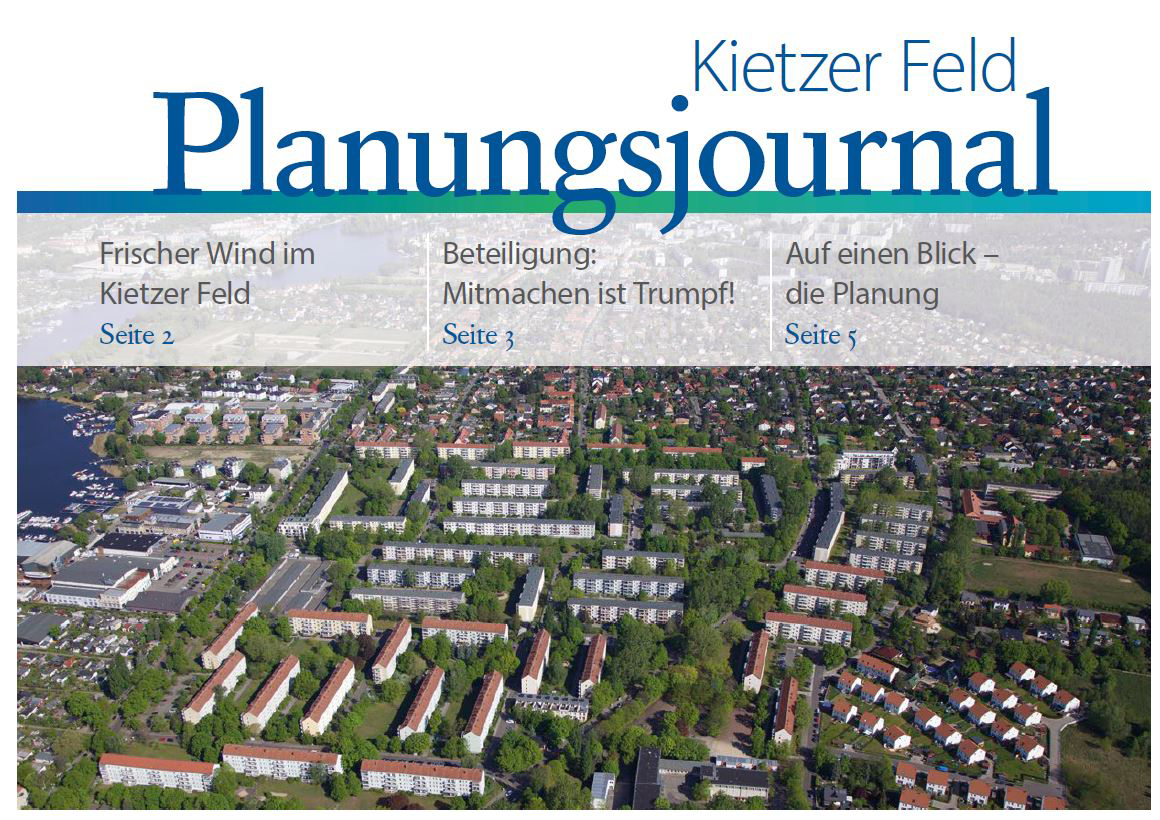 Kietzer Feld
Planungsjournal
Frischer Wind im
Kietzer Feld
Seite 2
Beteiligung:
Mitmachen ist Trumpf!
Seite 3
Auf einen Blick –
die Planung
Seite 5